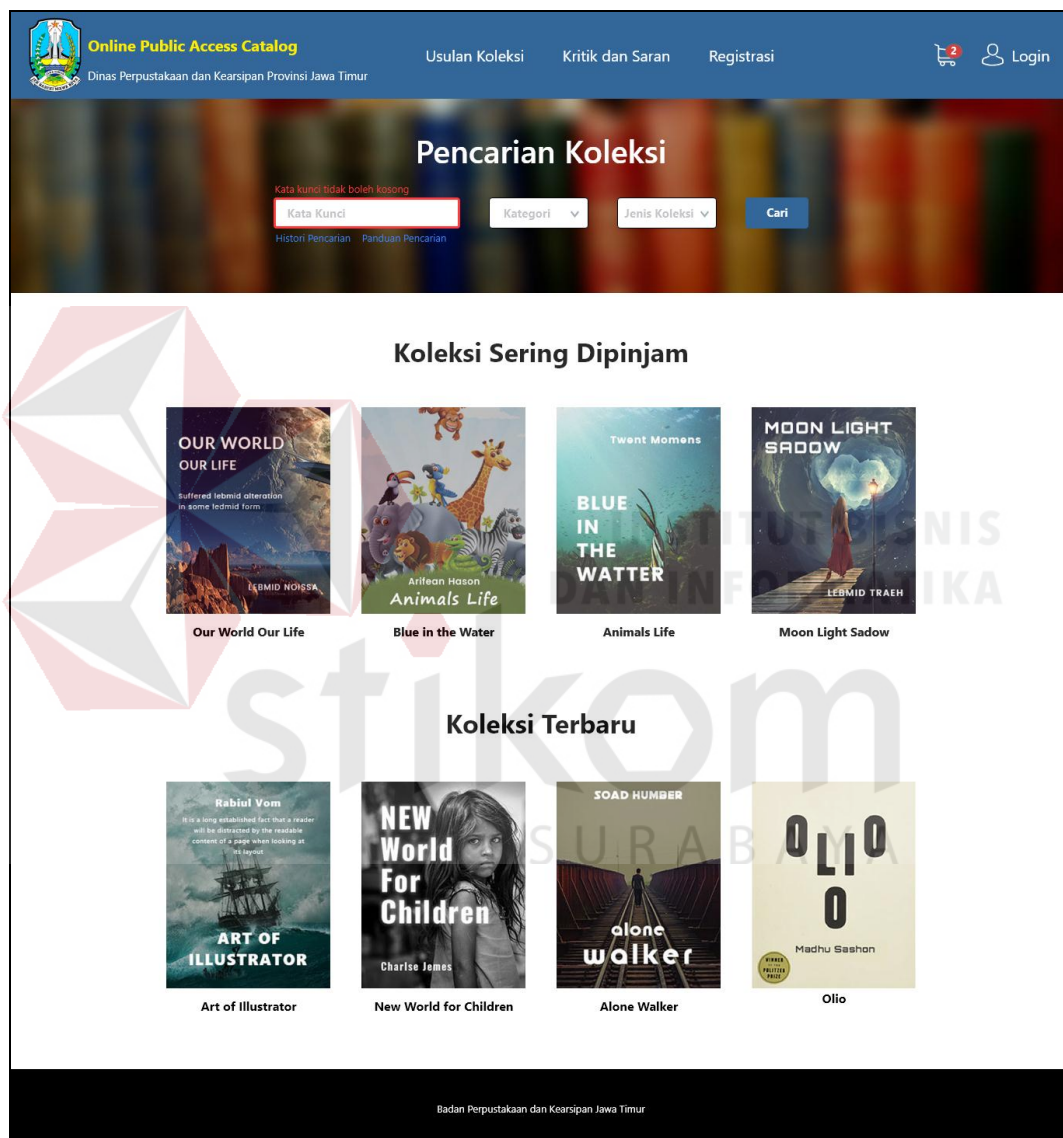 Online Public Access Catalog
Dinas Perpustakaan dan Kearsipan Provinsi Jawa Timur
Usulan Koleksi
Kritik dan Saran
Registrasi
2
Login
Pencarian Koleksi
Kata kunci tidak boleh kosong
Kata Kunci
Kategori
Jenis Koleksi
Cari
Histori Pencarian
Panduan Pencarian
Koleksi Sering Dipinjam
OUR WORLD
OUR LIFE
Suffered lebmid alteration
in some ledmid form
LEBMID NOISSA
Arifean Hason
Animals Life
Twent Momens
BLUE
IN
THE
WATTER
MOON LIGHT
SADOW
LEBMID TRAEH
INSTITUT BISNIS
DAN INFORMATIKA
Our World Our Life
Blue in the Water
Animals Life
Moon Light Sadow
stikom
SURABAYA
Koleksi Terbaru
Rabiul Vom
It is a long established fact that a reader
will be distracted by the readable
content of a page when looking at
its layout
ART OF
ILLUSTRATOR
NEW
World
For
Children
Charlse Jemes
SOAD HUMBER
alone
walker
OLIO
Madhu Sashon
WINNER
OF THE
PULITZER
PRIZE
Art of Illustrator
New World for Children
Alone Walker
Olio
Badan Perpustakaan dan Kearsipan Jawa Timur